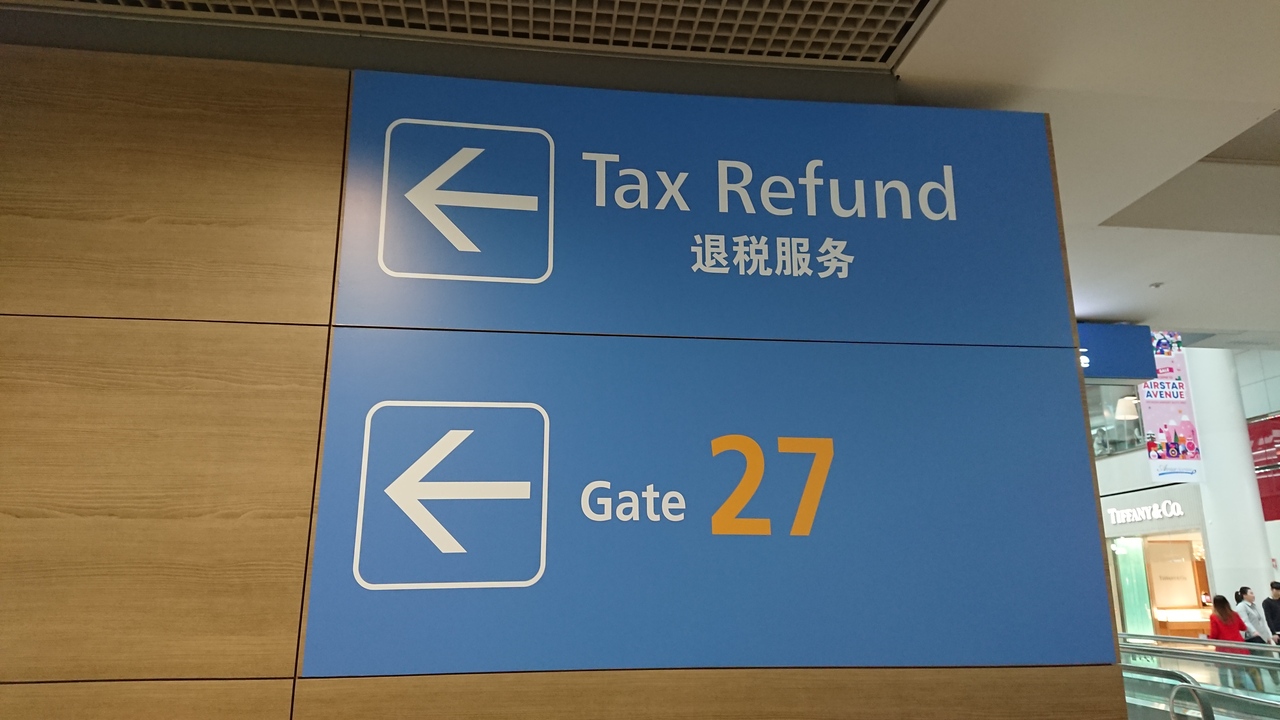 Tax Refund
退税服务
Gate 27
AIRSTAR
AVENUE
TIFFANY & CO.